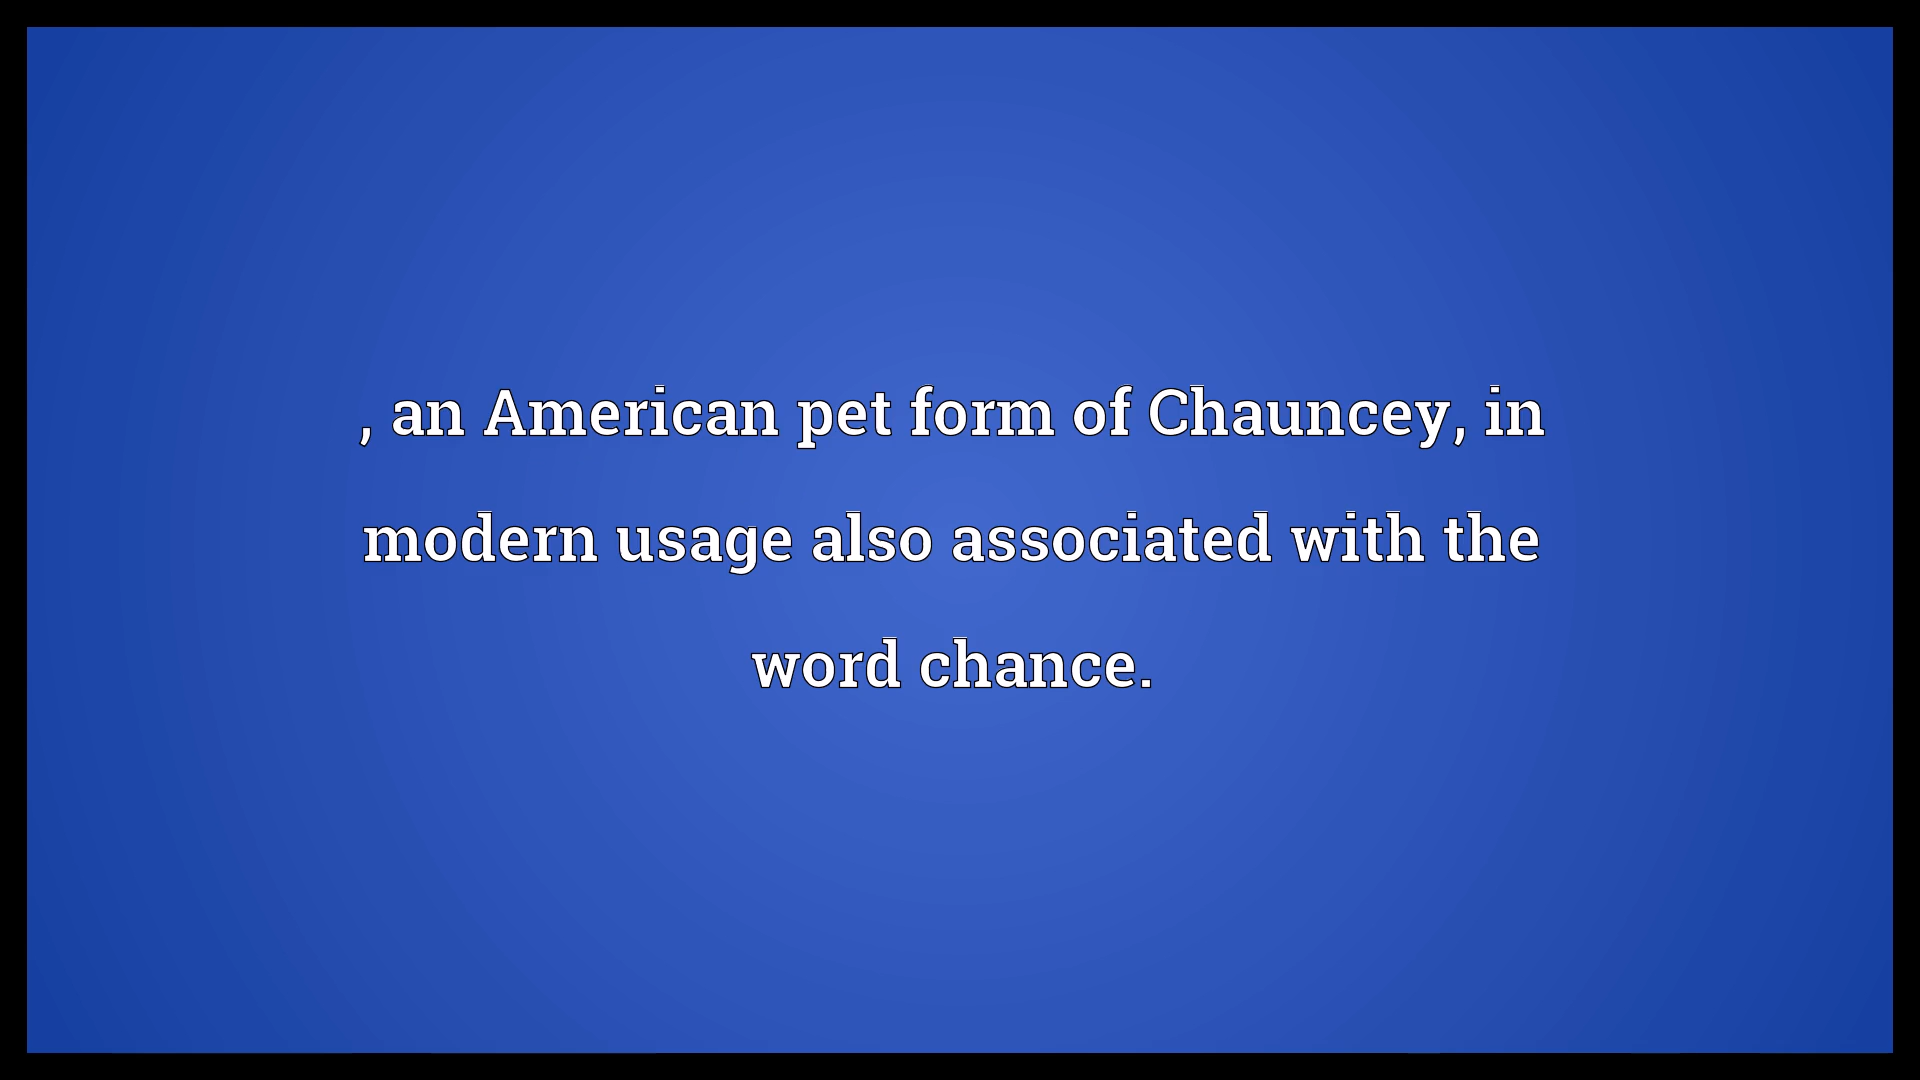 , an American pet form of Chauncey, in
modern usage also associated with the
word chance.